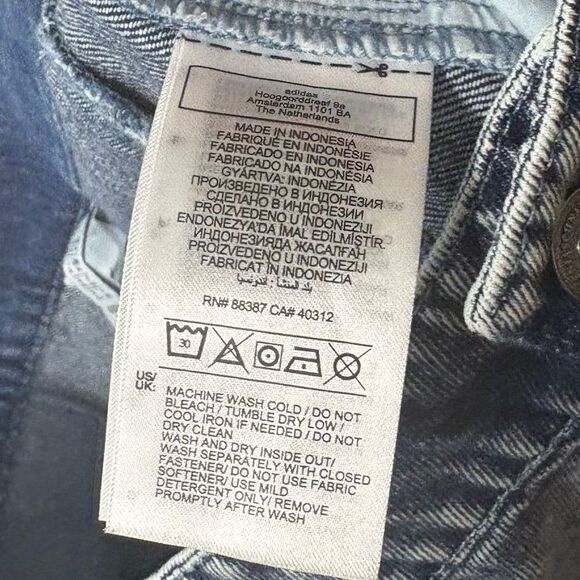 adidas
Hoogoorddreef 9a
Amsterdam 1101 BA
The Netherlands
MADE IN INDONESIA
FABRIQUÉ EN INDONÉSIE
FABRICADO EN INDONESIA
FABRICADO NA INDONÉSIA
GYÁRTVA: INDONÉZIA
ПРОИЗВЕДЕНО В ИНДОНЕЗИЯ
СДЕЛАНО В ИНДОНЕЗИИ
PROIZVEDENO U INDONEZIJI
ENDONEZYA'DA İMAL EDİLMİŞTİR
ИНДОНЕЗИЯДА ЖАСАЛҒАН
PROIZVEDENO U INDONEZIJI
FABRICAT ÎN INDONEZIA
بلد المنشأ: أندونيسيا
RN# 88387 CA# 40312
30
US/
UK:
MACHINE WASH COLD / DO NOT
BLEACH / TUMBLE DRY LOW /
COOL IRON IF NEEDED / DO NOT
DRY CLEAN
WASH AND DRY INSIDE OUT/
WASH SEPARATELY WITH CLOSED
FASTENER/ DO NOT USE FABRIC
SOFTENER/ USE MILD
DETERGENT ONLY/ REMOVE
PROMPTLY AFTER WASH